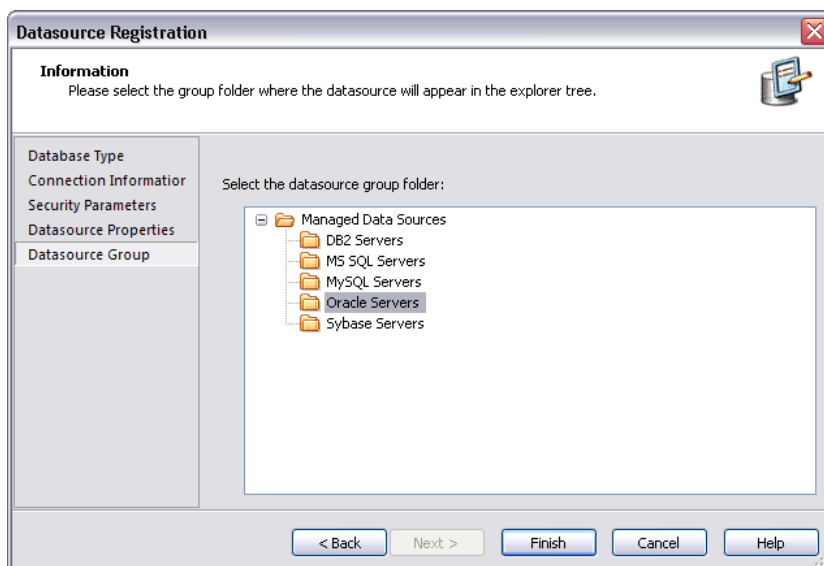 Datasource Registration
Information
Please select the group folder where the datasource will appear in the explorer tree.
Database Type
Connection Informatior
Security Parameters
Datasource Properties
Datasource Group
Select the datasource group folder:
Managed Data Sources
DB2 Servers
MS SQL Servers
MySQL Servers
Oracle Servers
Sybase Servers
< Back
Next >
Finish
Cancel
Help